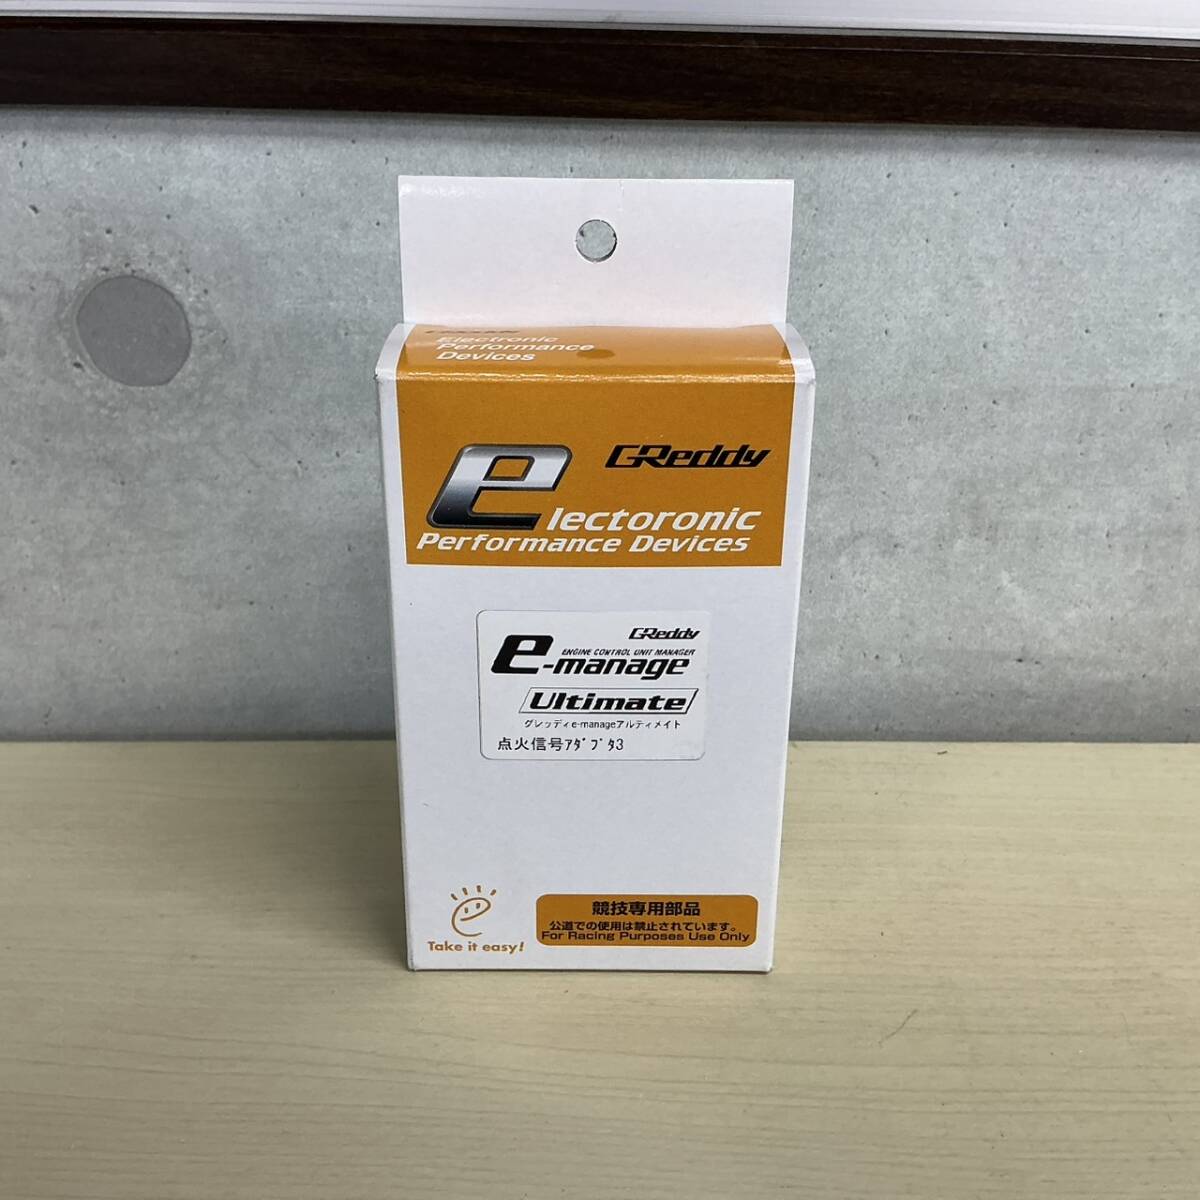 GReddy
Electronic
Performance
Devices
GReddy
electoronic
Performance Devices
GReddy
ENGINE CONTROL UNIT MANAGER
e-manage
Ultimate
グレッディe-manageアルティメイト
点火信号ｱﾀﾞﾌﾟﾀ3
競技専用部品
公道での使用は禁止されています。
For Racing Purposes Use Only
Take it easy!